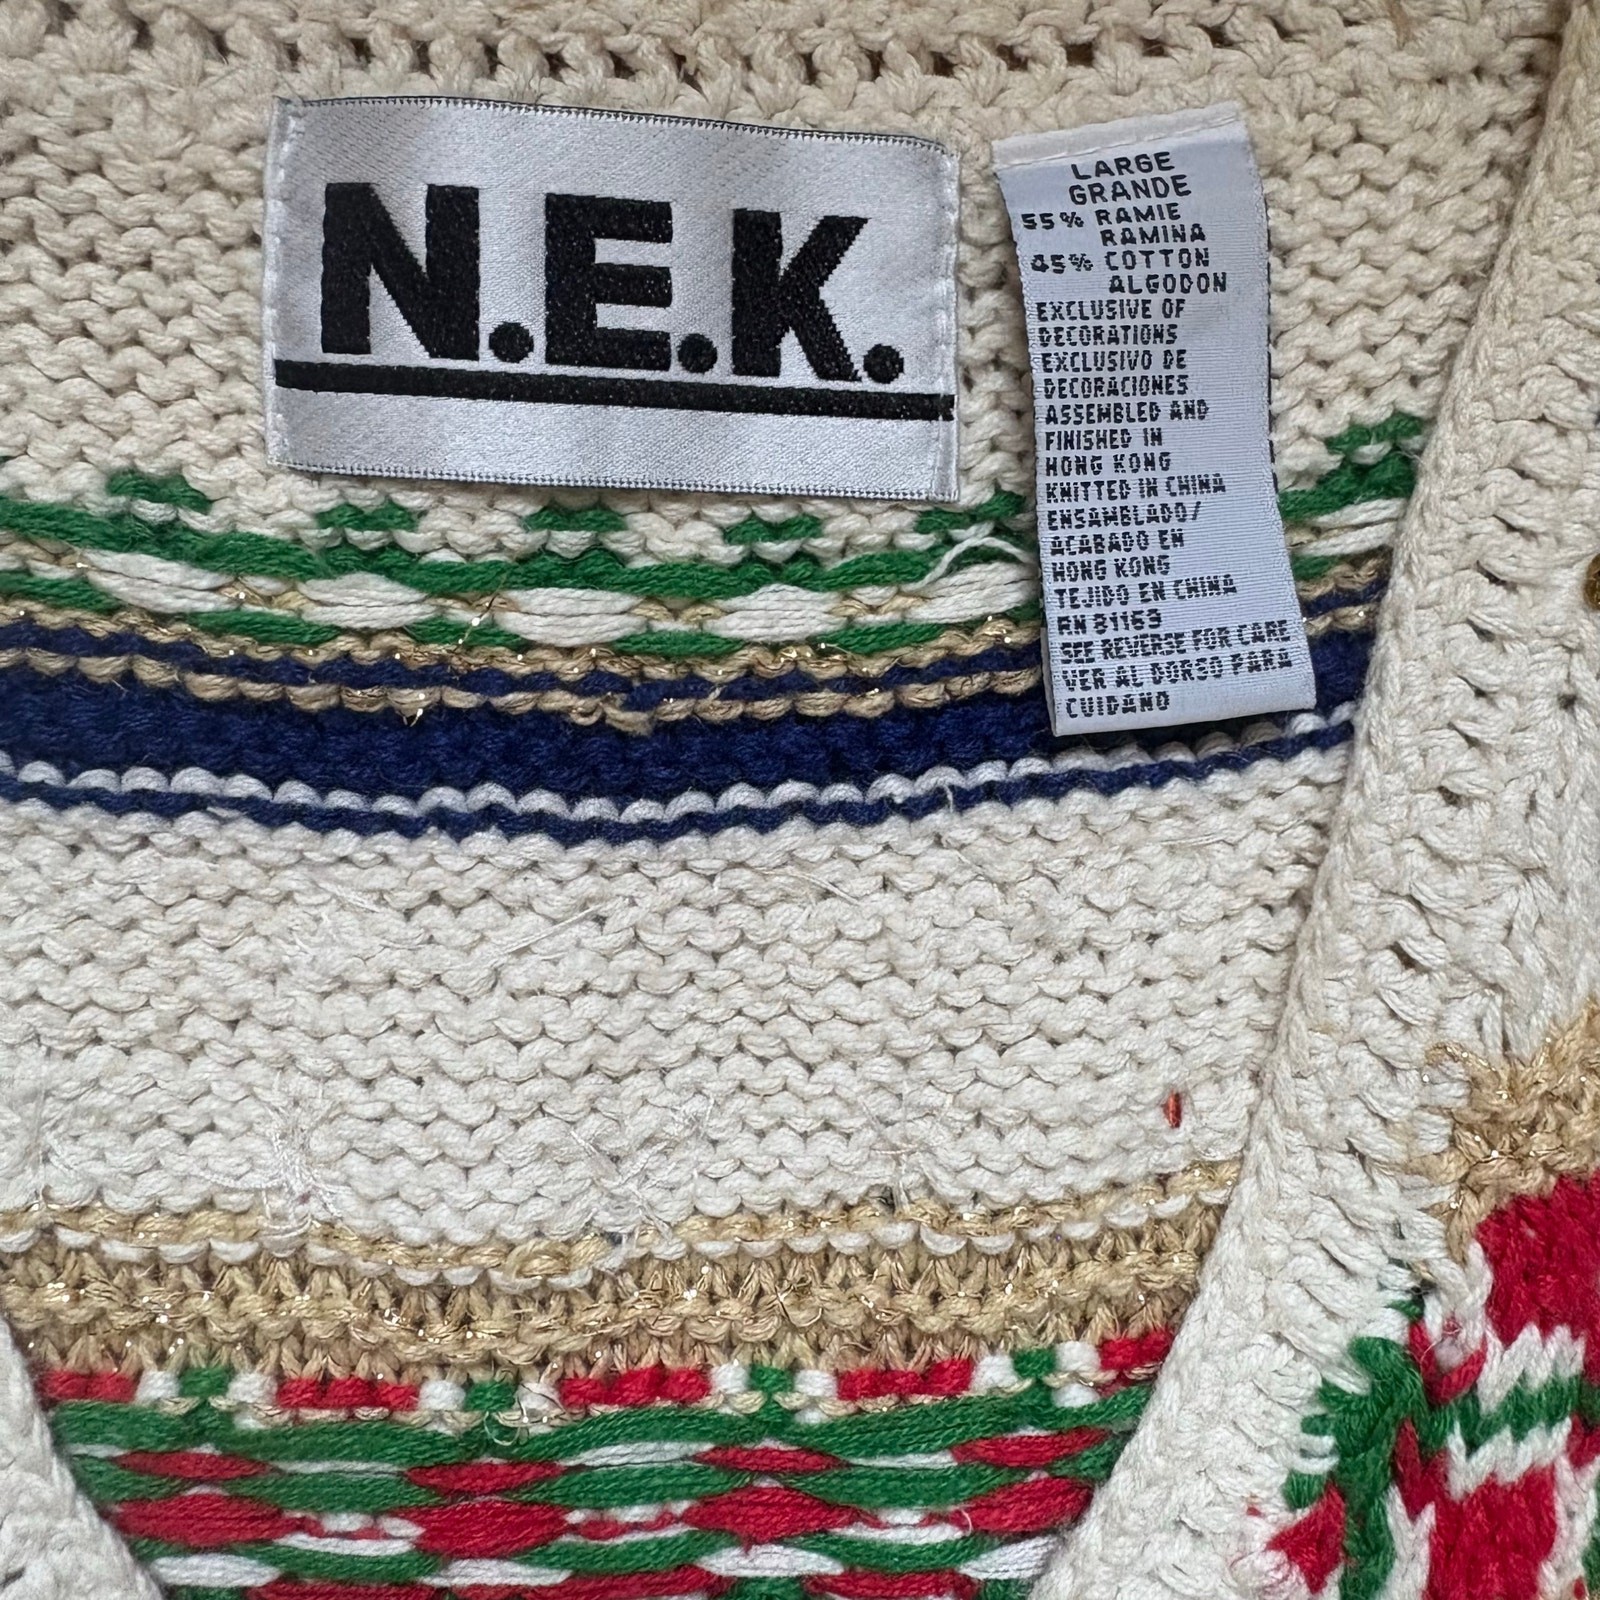 N.E.K.
LARGE
GRANDE
55% RAMIE
RAMINA
45% COTTON
ALGODON
EXCLUSIVE OF
DECORATIONS
EXCLUSIVO DE
DECORACIONES
ASSEMBLED AND
FINISHED IN
HONG KONG
KNITTED IN CHINA
ENSAMBLADO/
ACABADO EN
HONG KONG
TEJIDO EN CHINA
RN 81169
SEE REVERSE FOR CARE
VER AL DORSO PARA
CUIDADO